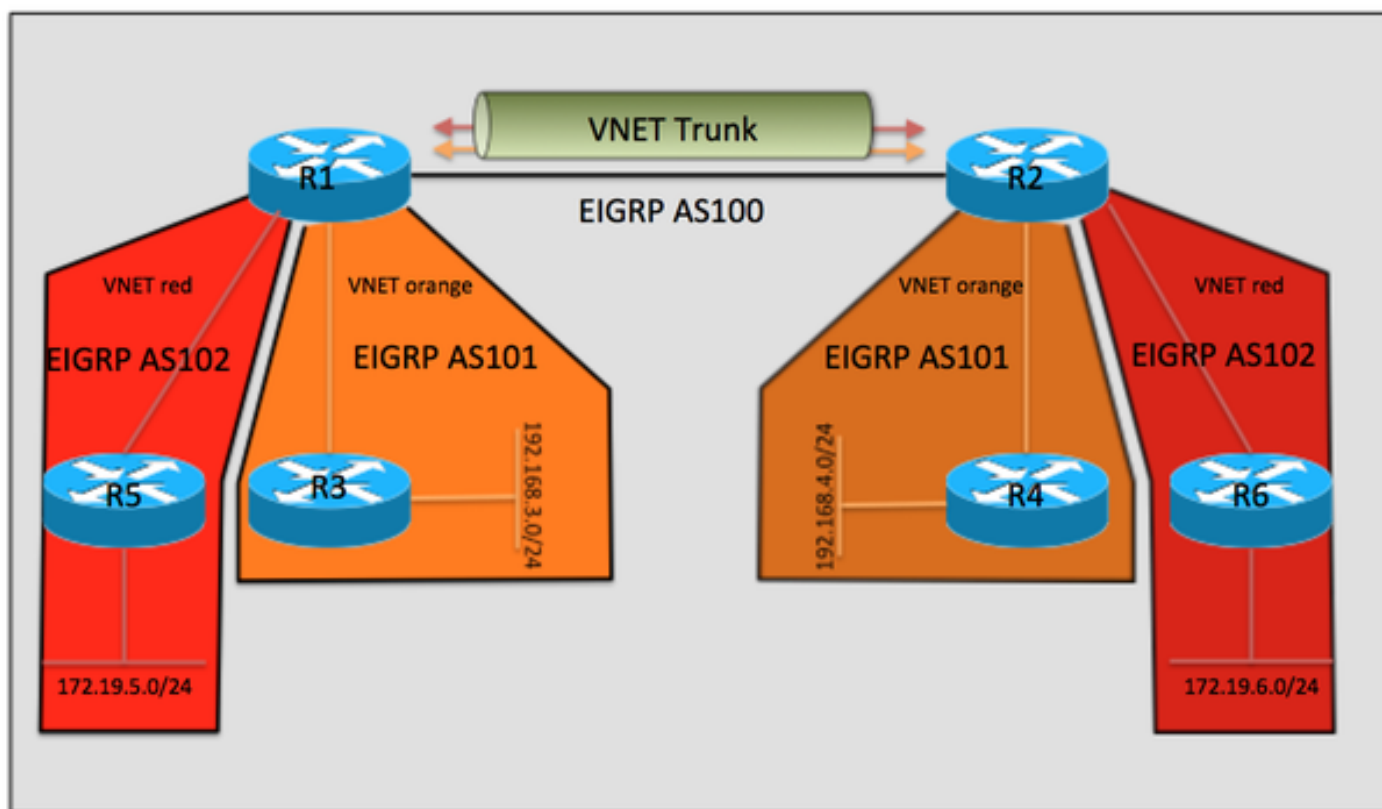 VNET Trunk
R1
R2
EIGRP AS100
VNET red
VNET orange
VNET orange
VNET red
EIGRP AS102
EIGRP AS101
EIGRP AS101
EIGRP AS102
192.168.3.0/24
192.168.4.0/24
R5
R3
R4
R6
172.19.5.0/24
172.19.6.0/24